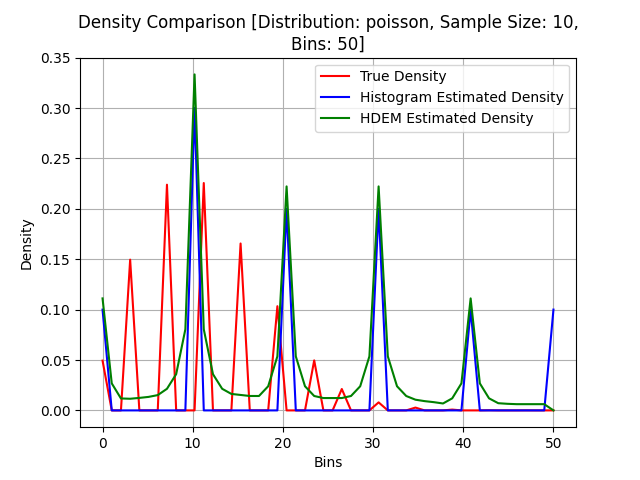 Density Comparison [Distribution: poisson, Sample Size: 10,
Bins: 50]
True Density
Histogram Estimated Density
HDEM Estimated Density
Density
0.35
0.30
0.25
0.20
0.15
0.10
0.05
0.00
0 10 20 30 40 50
Bins